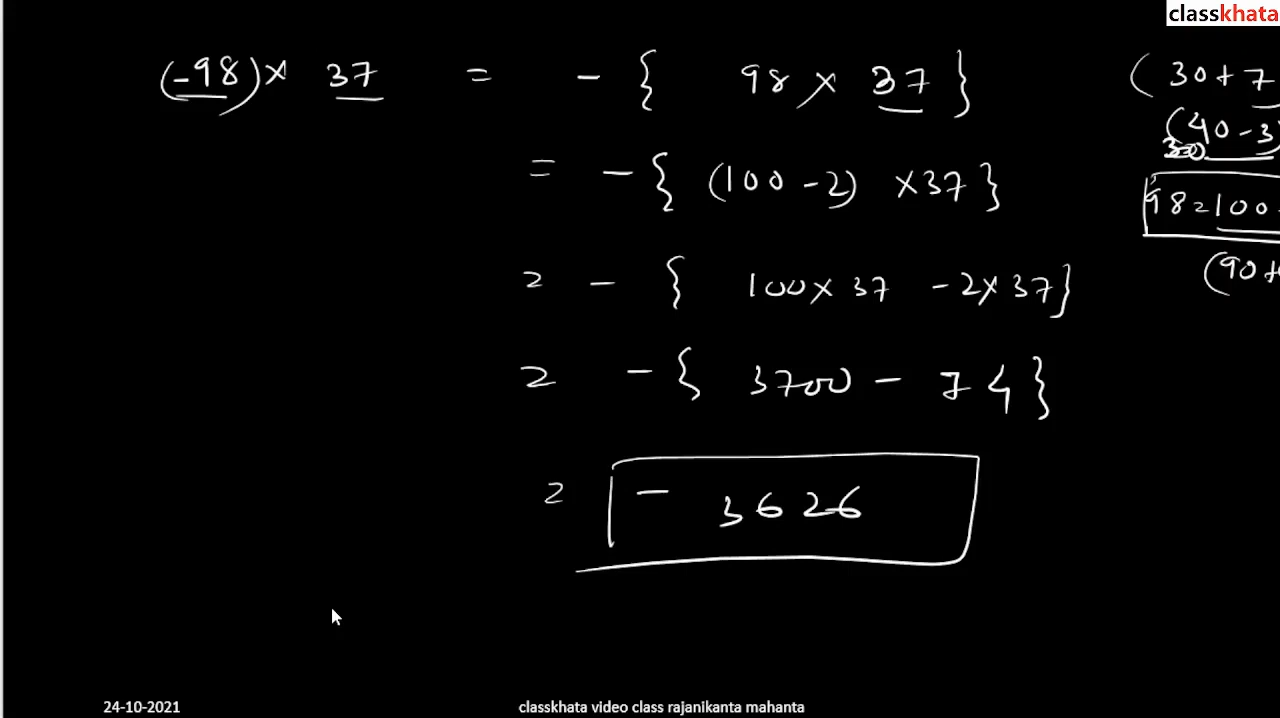 classkhata
(-98) × 37 = - { 98 × 37 }
= - { (100 - 2) × 37 }
= - { 100 × 37 - 2 × 37 }
= - { 3700 - 74 }
= - 3626
(30 + 7
(40 - 3)
98 = 100
(90 +
24-10-2021
classkhata video class rajanikanta mahanta